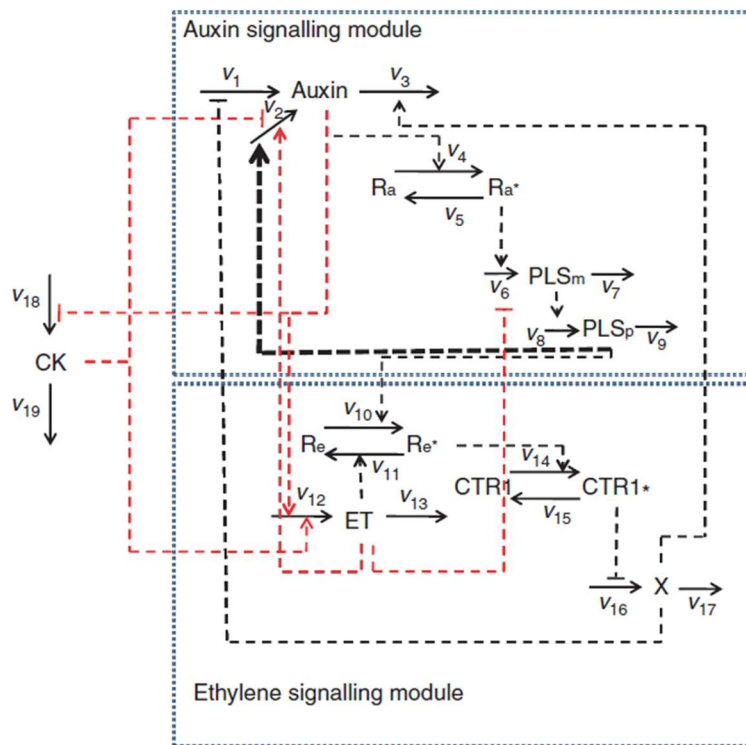 Auxin signalling module
v1 Auxin v3
v2
v4
Ra Ra*
v5
v6 PLSm v7
v18
v8 PLSp v9
CK
v19
v10
Re Re*
v11
v14
CTR1 CTR1*
v12 v13
ET
v15
X
v16 v17
Ethylene signalling module